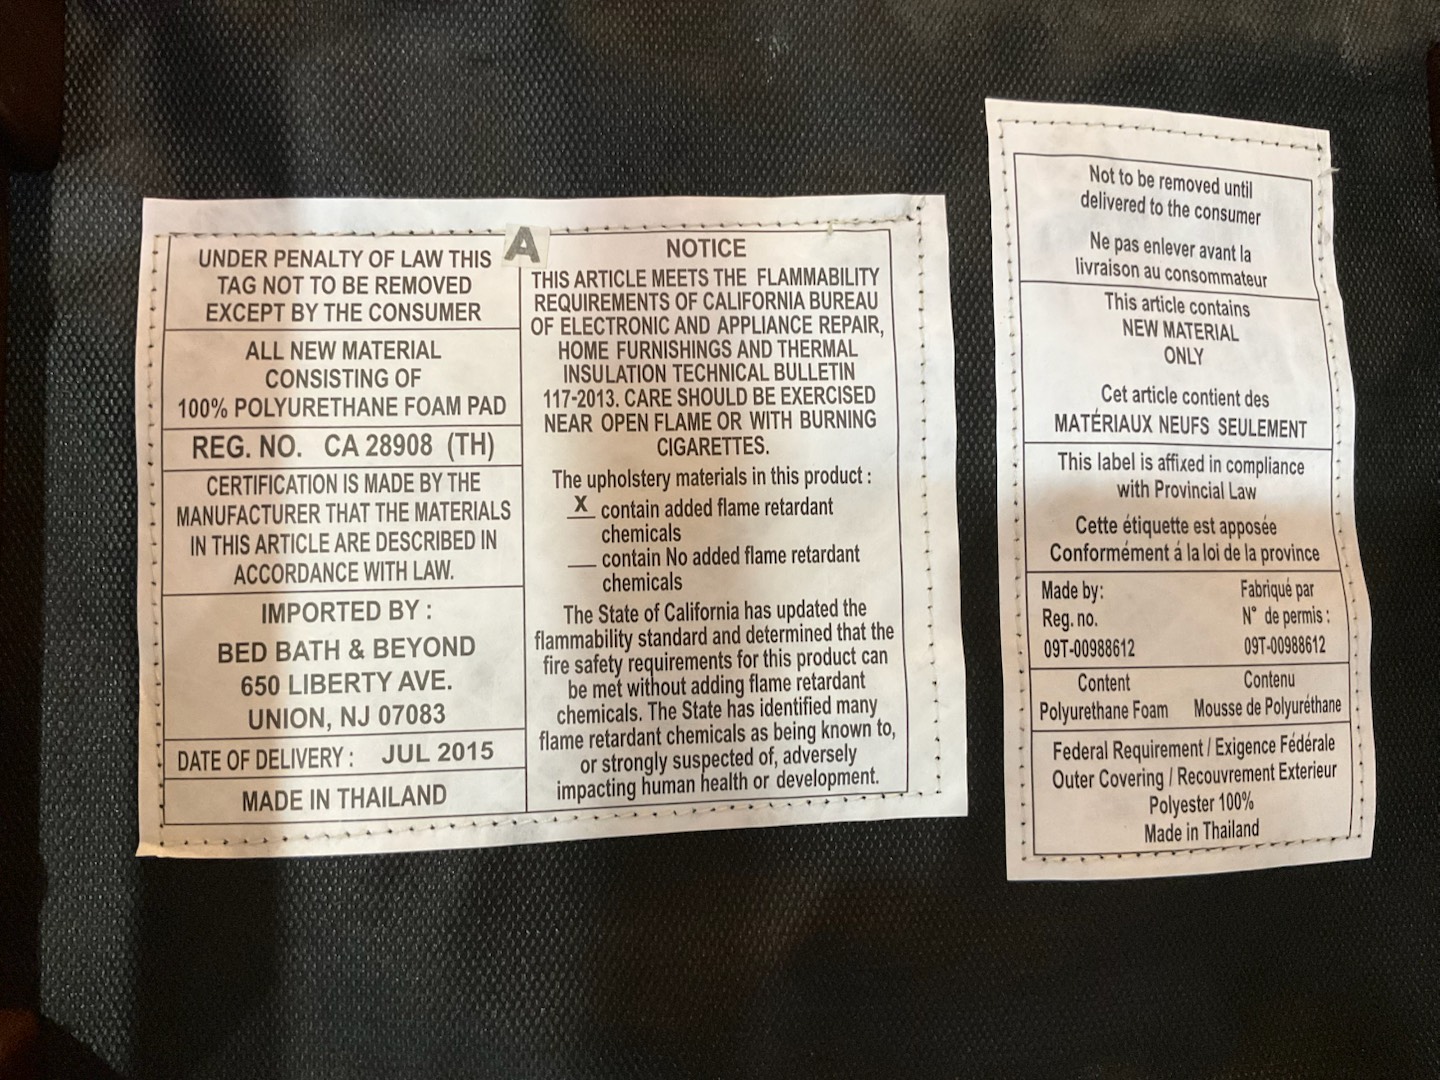 UNDER PENALTY OF LAW THIS
TAG NOT TO BE REMOVED
EXCEPT BY THE CONSUMER
ALL NEW MATERIAL
CONSISTING OF
100% POLYURETHANE FOAM PAD
REG. NO. CA 28908 (TH)
CERTIFICATION IS MADE BY THE
MANUFACTURER THAT THE MATERIALS
IN THIS ARTICLE ARE DESCRIBED IN
ACCORDANCE WITH LAW.
IMPORTED BY :
BED BATH & BEYOND
650 LIBERTY AVE.
UNION, NJ 07083
DATE OF DELIVERY : JUL 2015
MADE IN THAILAND
A
NOTICE
THIS ARTICLE MEETS THE FLAMMABILITY
REQUIREMENTS OF CALIFORNIA BUREAU
OF ELECTRONIC AND APPLIANCE REPAIR,
HOME FURNISHINGS AND THERMAL
INSULATION TECHNICAL BULLETIN
117-2013. CARE SHOULD BE EXERCISED
NEAR OPEN FLAME OR WITH BURNING
CIGARETTES.
The upholstery materials in this product :
X contain added flame retardant
chemicals
__ contain No added flame retardant
chemicals
The State of California has updated the
flammability standard and determined that the
fire safety requirements for this product can
be met without adding flame retardant
chemicals. The State has identified many
flame retardant chemicals as being known to,
or strongly suspected of, adversely
impacting human health or development.
Not to be removed until
delivered to the consumer
Ne pas enlever avant la
livraison au consommateur
This article contains
NEW MATERIAL
ONLY
Cet article contient des
MATÉRIAUX NEUFS SEULEMENT
This label is affixed in compliance
with Provincial Law
Cette étiquette est apposée
Conformément á la loi de la province
Made by: Fabriqué par
Reg. no. N° de permis :
09T-00988612 09T-00988612
Content Contenu
Polyurethane Foam Mousse de Polyuréthane
Federal Requirement / Exigence Fédérale
Outer Covering / Recouvrement Exterieur
Polyester 100%
Made in Thailand